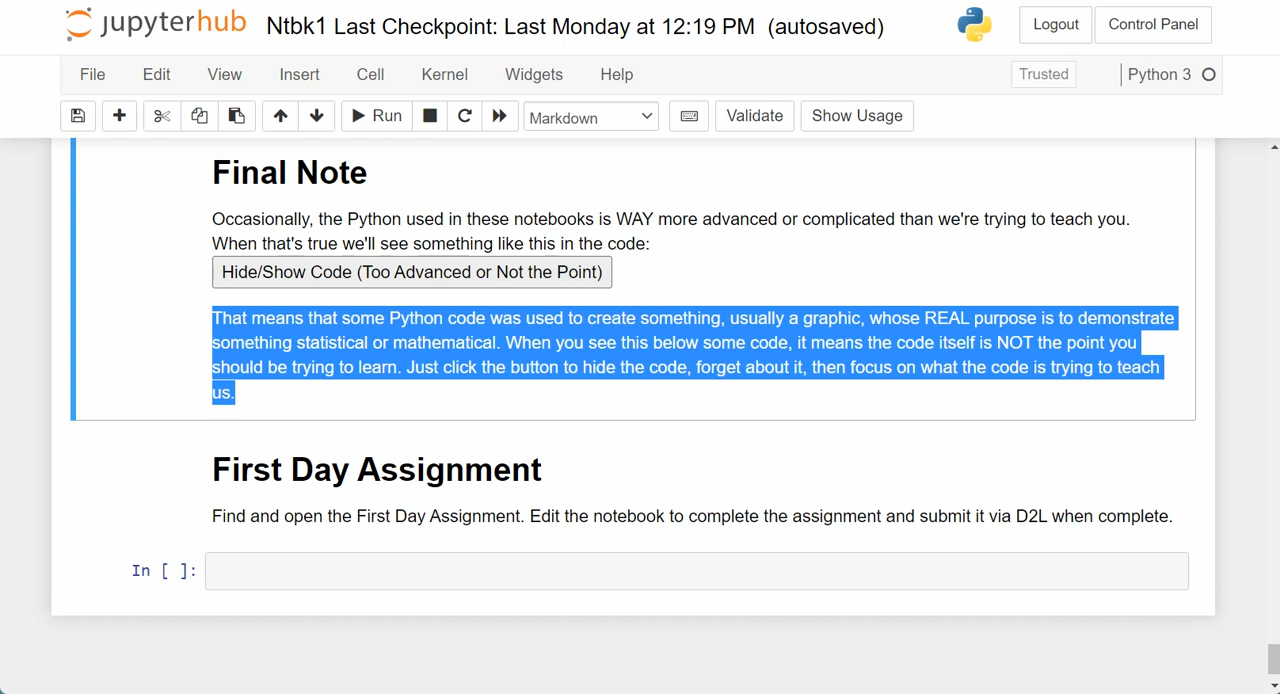 jupyterhub Ntbk1 Last Checkpoint: Last Monday at 12:19 PM (autosaved) Logout Control Panel
File Edit View Insert Cell Kernel Widgets Help Trusted Python 3
Run Markdown Validate Show Usage
Final Note
Occasionally, the Python used in these notebooks is WAY more advanced or complicated than we're trying to teach you.
When that's true we'll see something like this in the code:
Hide/Show Code (Too Advanced or Not the Point)
That means that some Python code was used to create something, usually a graphic, whose REAL purpose is to demonstrate
something statistical or mathematical. When you see this below some code, it means the code itself is NOT the point you
should be trying to learn. Just click the button to hide the code, forget about it, then focus on what the code is trying to teach
us.
First Day Assignment
Find and open the First Day Assignment. Edit the notebook to complete the assignment and submit it via D2L when complete.
In [ ]: